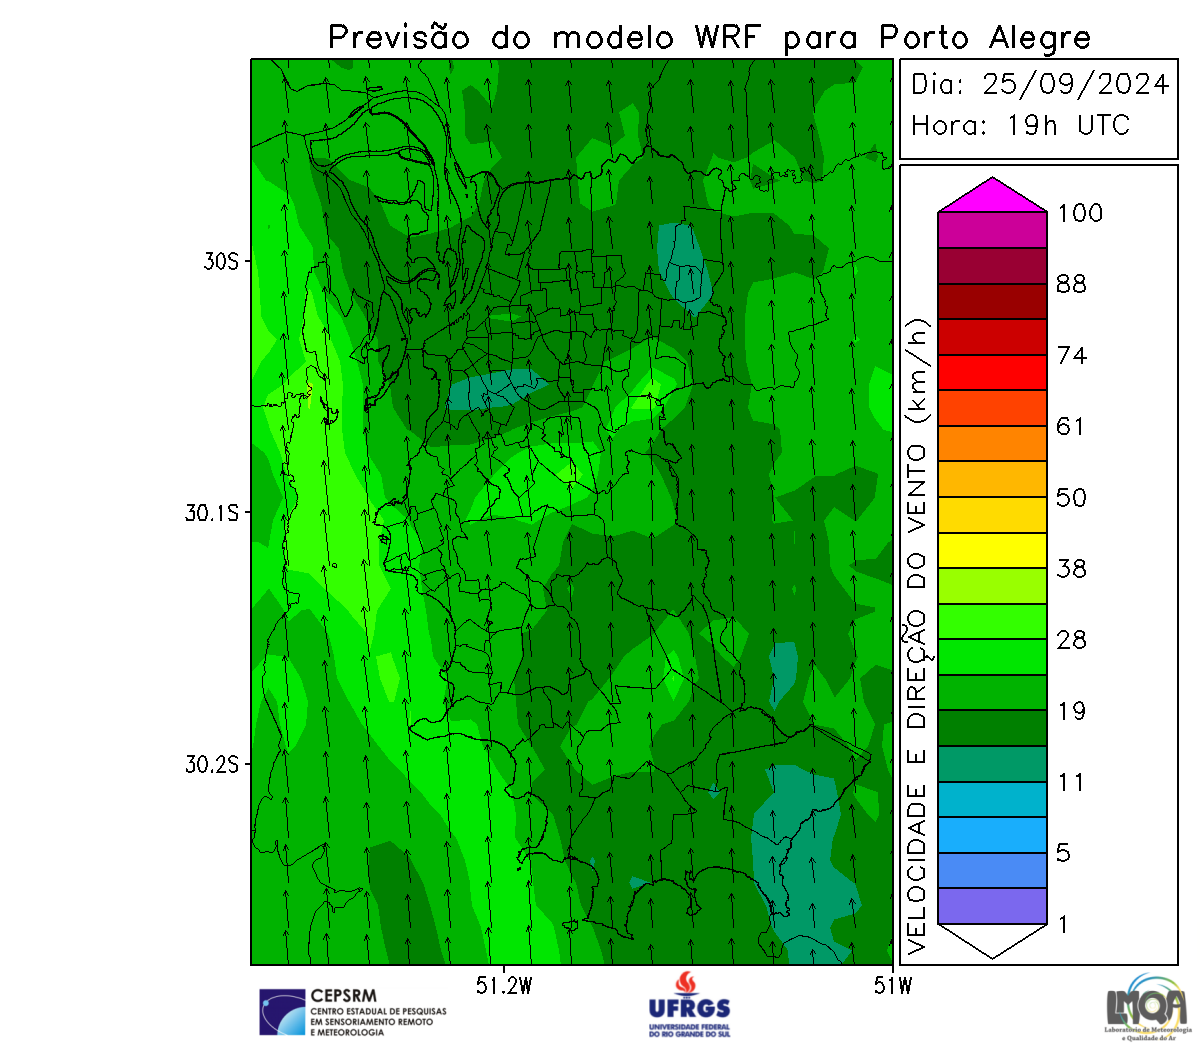 Previsão do modelo WRF para Porto Alegre
Dia: 25/09/2024
Hora: 19h UTC
30S
30.1S
30.2S
51.2W
51W
VELOCIDADE E DIREÇÃO DO VENTO (km/h)
100
88
74
61
50
38
28
19
11
5
1
CEPSRM
CENTRO ESTADUAL DE PESQUISAS
EM SENSORIAMENTO REMOTO
E METEOROLOGIA
UFRGS
UNIVERSIDADE FEDERAL
DO RIO GRANDE DO SUL
LMQA
Laboratório de Meteorologia
e Qualidade do Ar